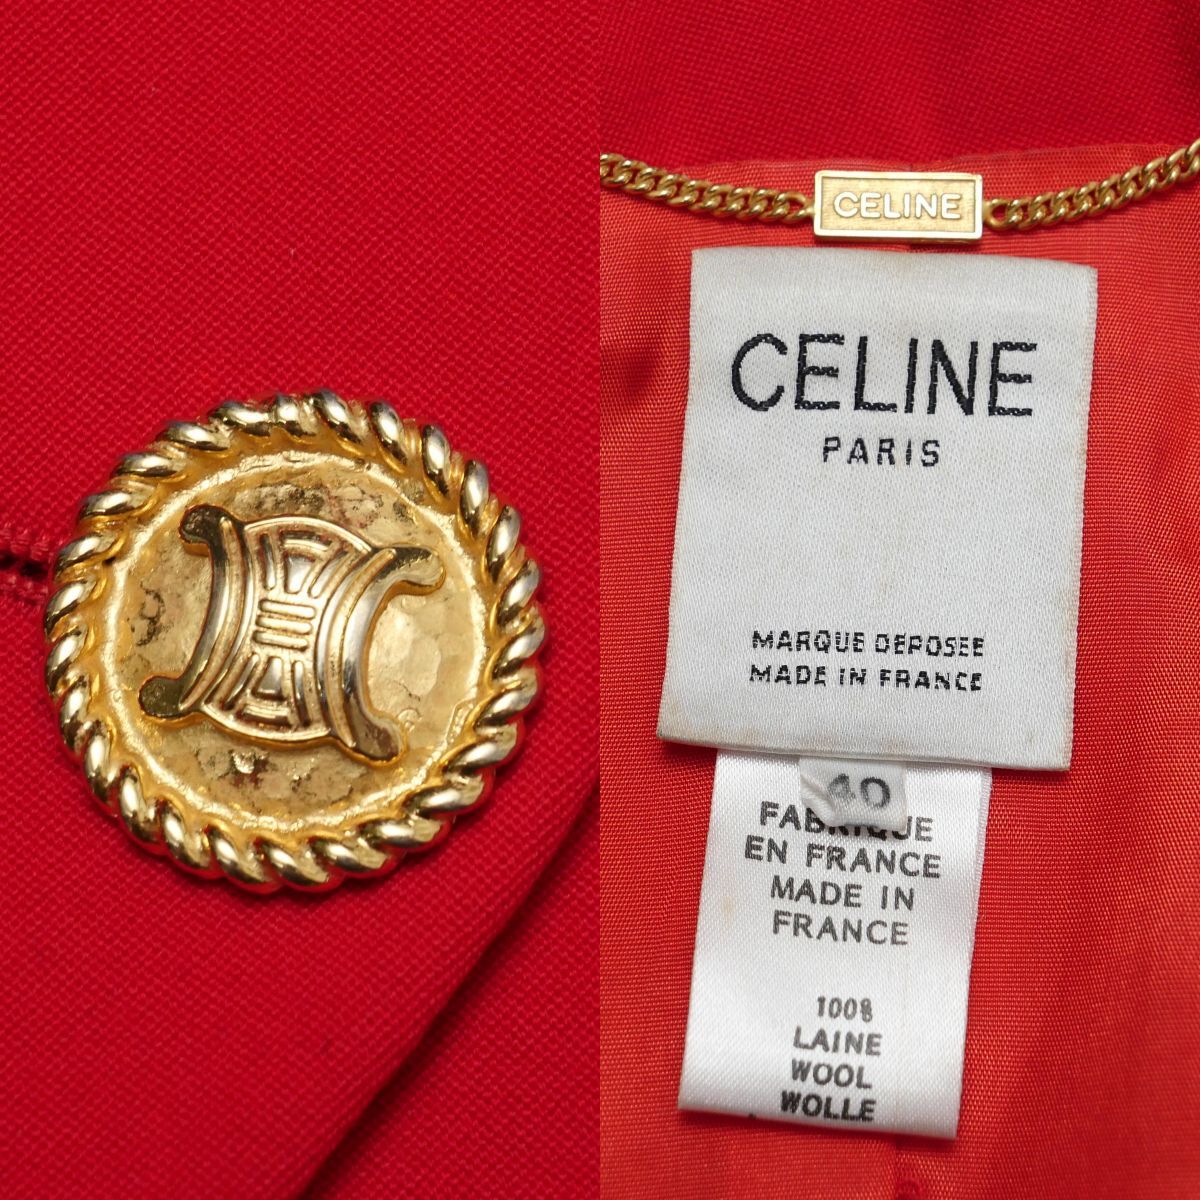 CELINE
CELINE
PARIS
MARQUE DEPOSEE
MADE IN FRANCE
40
FABRIQUE
EN FRANCE
MADE IN
FRANCE
100%
LAINE
WOOL
WOLLE